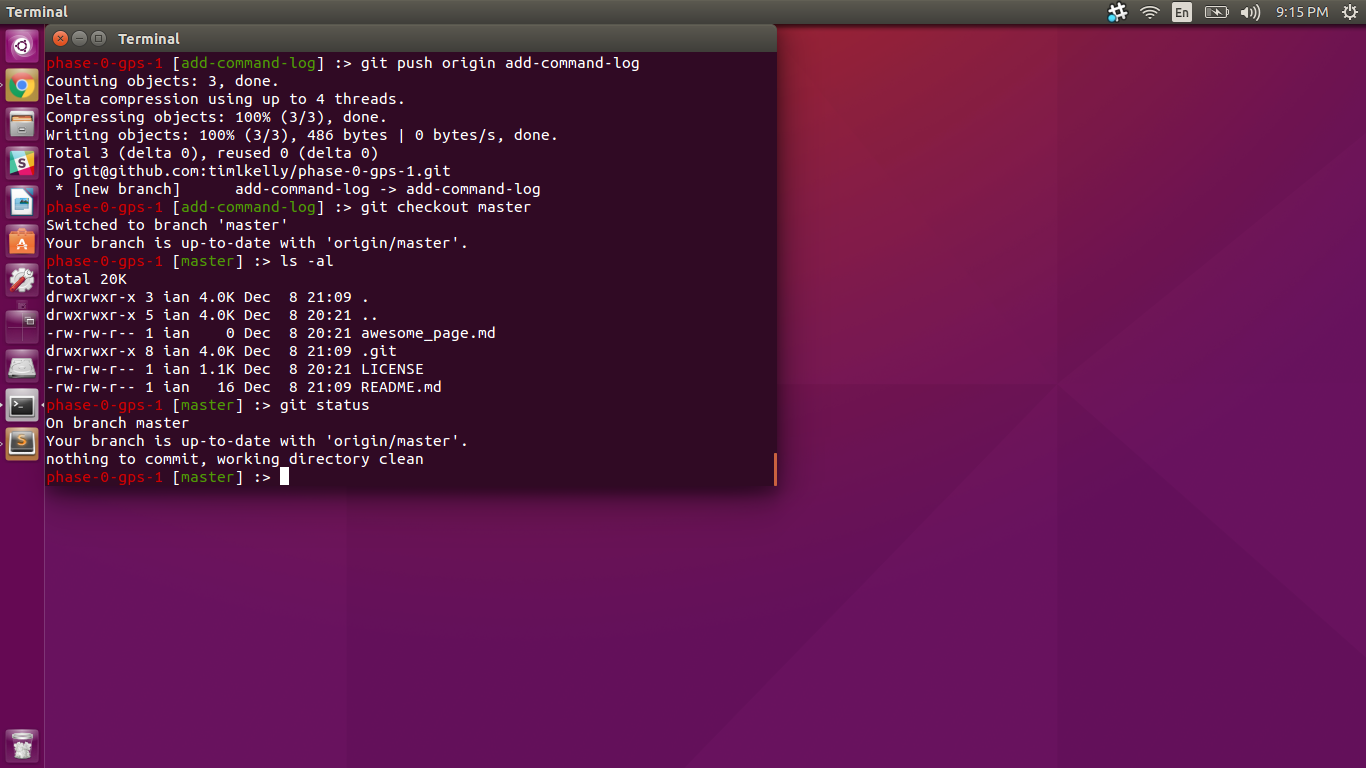 Terminal
En
9:15 PM
Terminal
phase-0-gps-1 [add-command-log] :> git push origin add-command-log
Counting objects: 3, done.
Delta compression using up to 4 threads.
Compressing objects: 100% (3/3), done.
Writing objects: 100% (3/3), 486 bytes | 0 bytes/s, done.
Total 3 (delta 0), reused 0 (delta 0)
To git@github.com:timlkelly/phase-0-gps-1.git
 * [new branch]      add-command-log -> add-command-log
phase-0-gps-1 [add-command-log] :> git checkout master
Switched to branch 'master'
Your branch is up-to-date with 'origin/master'.
phase-0-gps-1 [master] :> ls -al
total 20K
drwxrwxr-x 3 ian 4.0K Dec  8 21:09 .
drwxrwxr-x 5 ian 4.0K Dec  8 20:21 ..
-rw-rw-r-- 1 ian    0 Dec  8 20:21 awesome_page.md
drwxrwxr-x 8 ian 4.0K Dec  8 21:09 .git
-rw-rw-r-- 1 ian 1.1K Dec  8 20:21 LICENSE
-rw-rw-r-- 1 ian   16 Dec  8 21:09 README.md
phase-0-gps-1 [master] :> git status
On branch master
Your branch is up-to-date with 'origin/master'.
nothing to commit, working directory clean
phase-0-gps-1 [master] :>